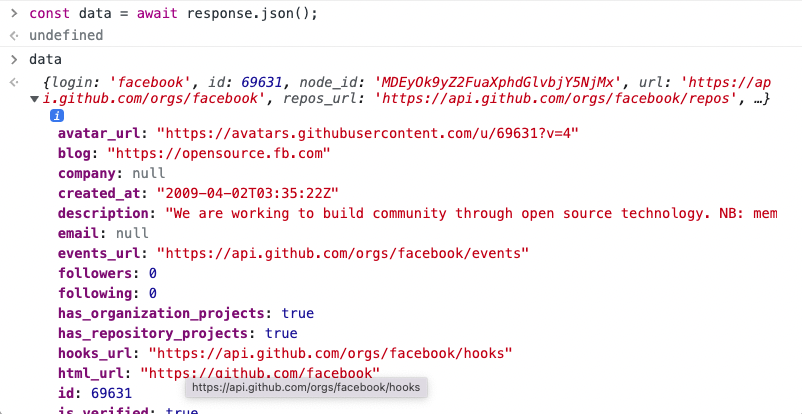 const data = await response.json();
undefined
data
{login: 'facebook', id: 69631, node_id: 'MDEyOk9yZ2FuaXphdGlvbjY5NjMx', url: 'https://ap
i.github.com/orgs/facebook', repos_url: 'https://api.github.com/orgs/facebook/repos', …}
i
avatar_url: "https://avatars.githubusercontent.com/u/69631?v=4"
blog: "https://opensource.fb.com"
company: null
created_at: "2009-04-02T03:35:22Z"
description: "We are working to build community through open source technology. NB: mem
email: null
events_url: "https://api.github.com/orgs/facebook/events"
followers: 0
following: 0
has_organization_projects: true
has_repository_projects: true
hooks_url: "https://api.github.com/orgs/facebook/hooks"
html_url: "https://github.com/facebook"
https://api.github.com/orgs/facebook/hooks
id: 69631
is_verified: true